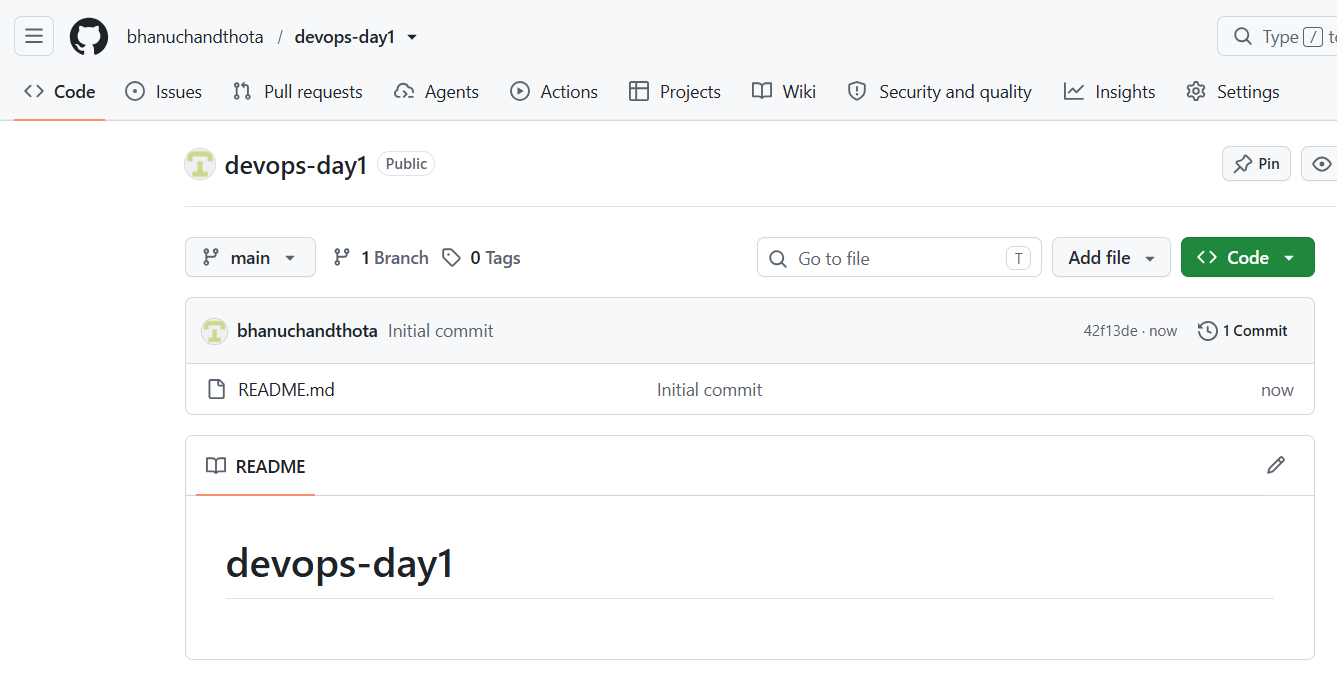 bhanuchandthota / devops-day1
Type / to
Code Issues Pull requests Agents Actions Projects Wiki Security and quality Insights Settings
devops-day1 Public Pin
main 1 Branch 0 Tags Go to file T Add file Code
bhanuchandthota Initial commit 42f13de · now 1 Commit
README.md Initial commit now
README
devops-day1